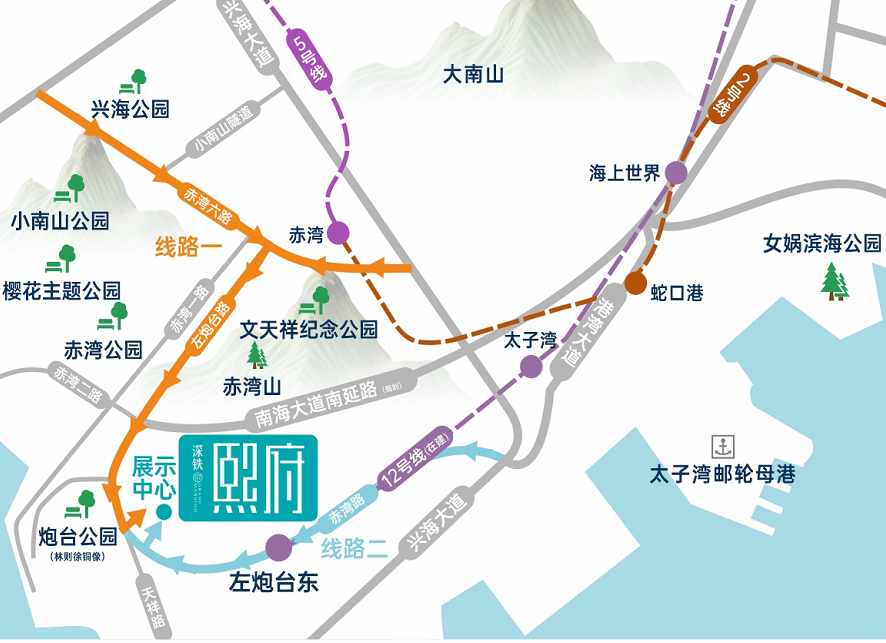 兴海大道
5号线
大南山
2号线
兴海公园
小南山隧道
海上世界
赤湾六路
小南山公园
赤湾
线路一
女娲滨海公园
樱花主题公园
赤湾一路
左炮台路
蛇口港
港湾大道
文天祥纪念公园
太子湾
赤湾公园
赤湾山
赤湾二路
南海大道南延路(规划)
深铁
熙府
GRAND MANSION
展示
中心
12号线(在建)
太子湾邮轮母港
赤湾路
兴海大道
炮台公园
(林则徐铜像)
线路二
左炮台东
天祥路